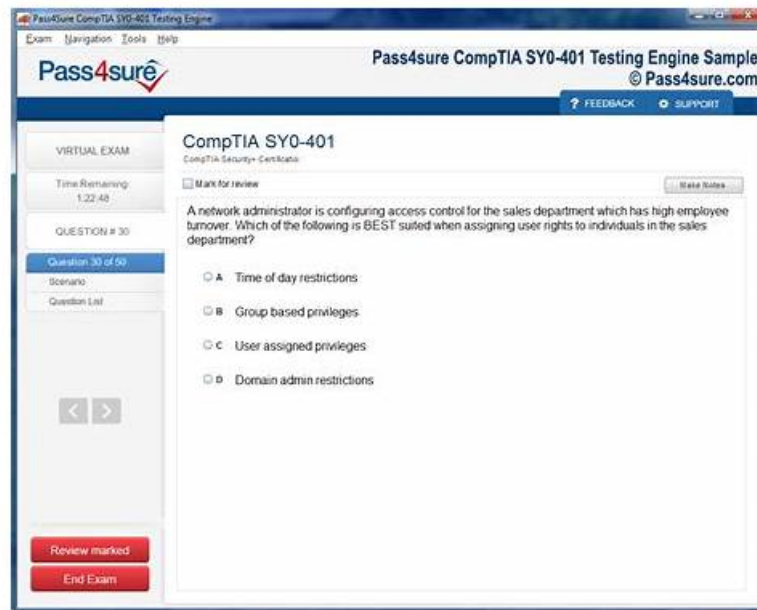 Pass4Sure CompTIA SY0-401 Testing Engine
Exam Navigation Tools Help
Pass4surê
Pass4sure CompTIA SY0-401 Testing Engine Sample
© Pass4sure.com
? FEEDBACK SUPPORT
VIRTUAL EXAM
Time Remaining
1:22:48
QUESTION # 30
Question 30 of 50
Scenario
Question List
CompTIA SY0-401
CompTIA Security+ Certificatio
Mark for review
Make Notes
A network administrator is configuring access control for the sales department which has high employee
turnover. Which of the following is BEST suited when assigning user rights to individuals in the sales
department?
A Time of day restrictions
B Group based privileges
C User assigned privileges
D Domain admin restrictions
< >
Review marked
End Exam